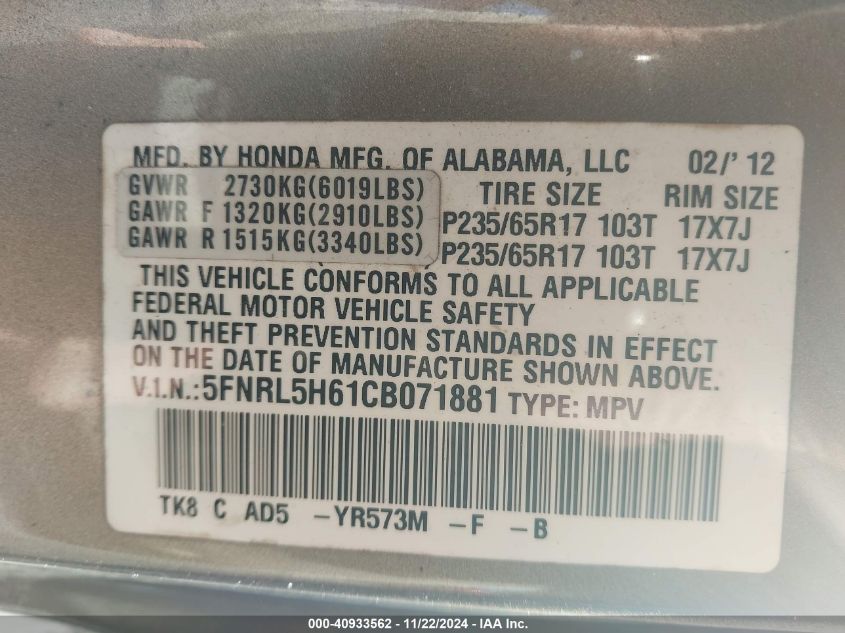 MFD. BY HONDA MFG. OF ALABAMA, LLC 02/' 12
GVWR 2730KG(6019LBS) TIRE SIZE RIM SIZE
GAWR F 1320KG(2910LBS) P235/65R17 103T 17X7J
GAWR R 1515KG(3340LBS) P235/65R17 103T 17X7J
THIS VEHICLE CONFORMS TO ALL APPLICABLE
FEDERAL MOTOR VEHICLE SAFETY
AND THEFT PREVENTION STANDARDS IN EFFECT
ON THE DATE OF MANUFACTURE SHOWN ABOVE.
V.I.N.:5FNRL5H61CB071881 TYPE: MPV
TK8 C AD5 -YR573M -F -B
000-40933562 - 11/22/2024 - IAAI Inc.